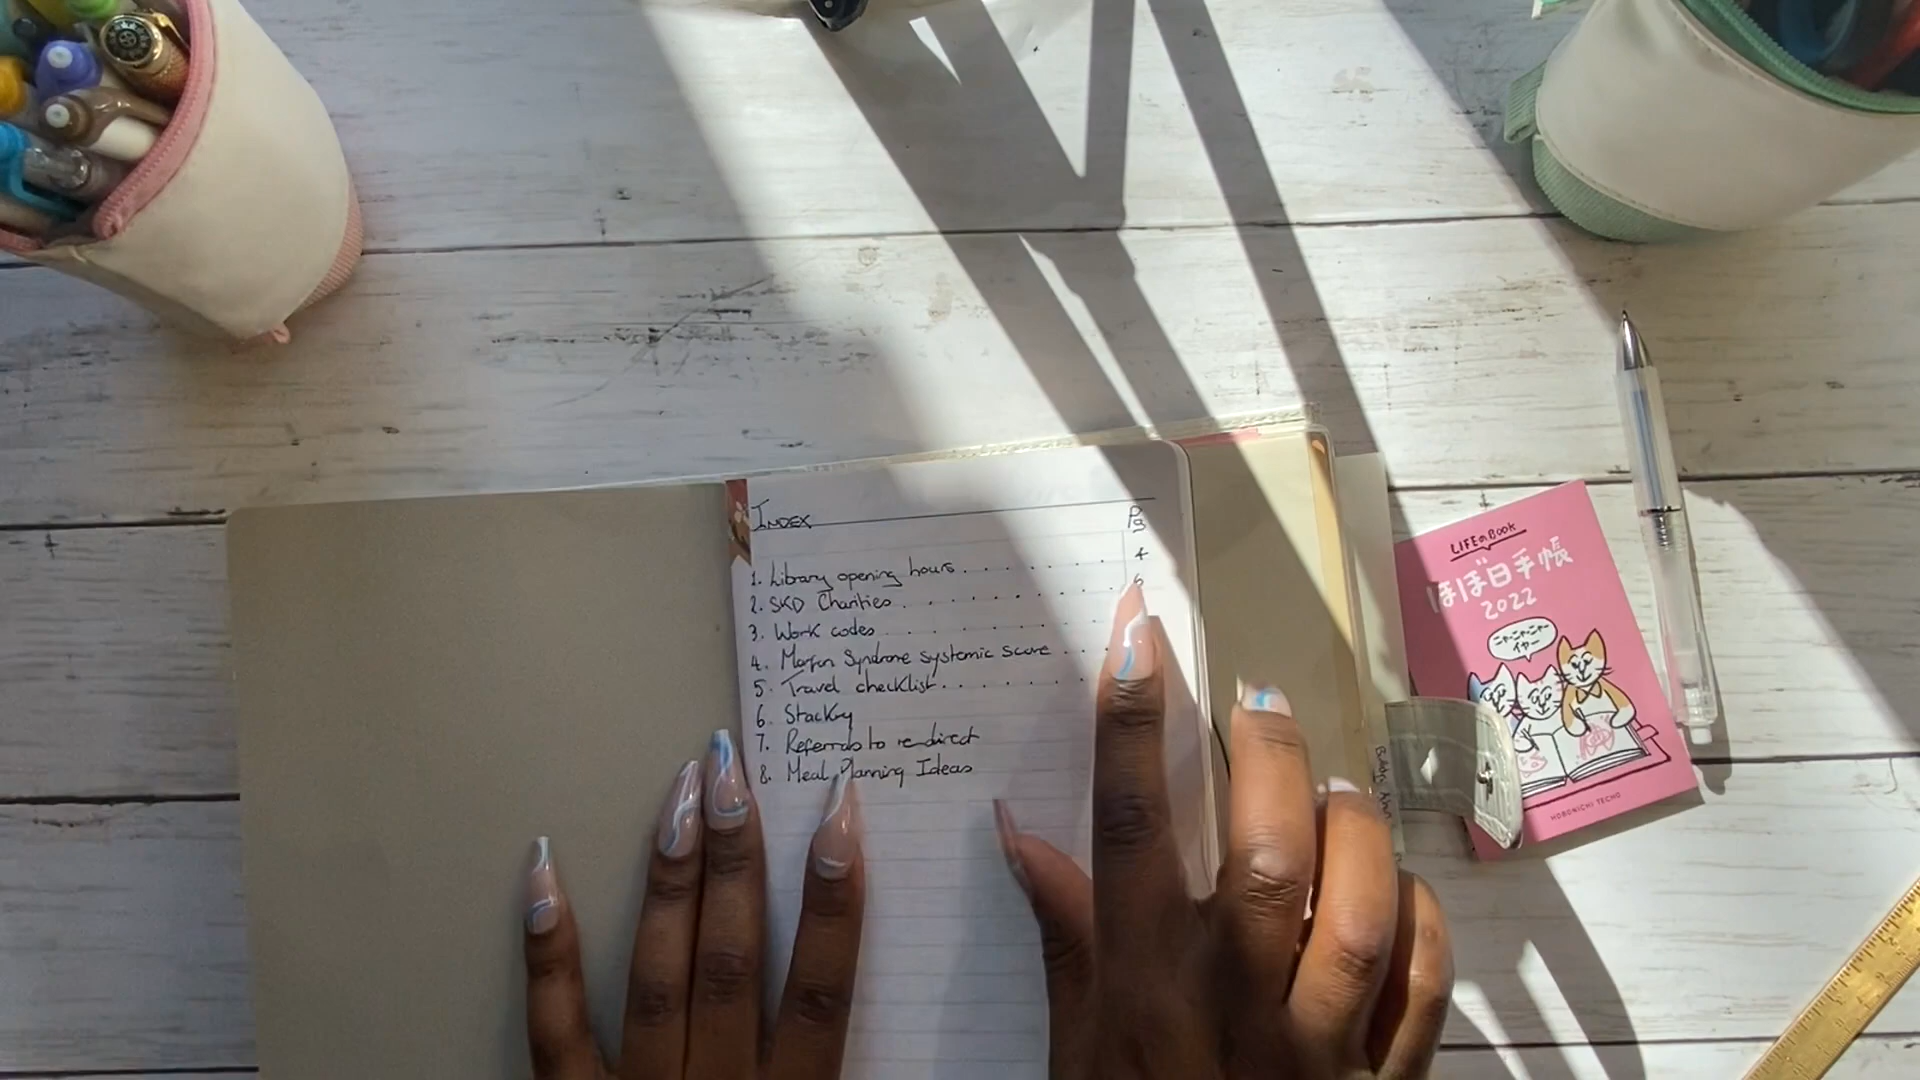 INDEX
Pg
1. Library opening hours . . . . . . . . . . 4
2. SKD Charities . . . . . . . . . . . . 6
3. Work codes . . . . . . . .
4. Marfan Syndrome systemic score . . .
5. Travel checklist . . . . . . .
6. Stackry
7. Referrals to redirect
8. Meal Planning Ideas
LIFEのBOOK
ほぼ日手帳
2022
ニャーニャーニャー
イヤー
HOBONICHI TECHO